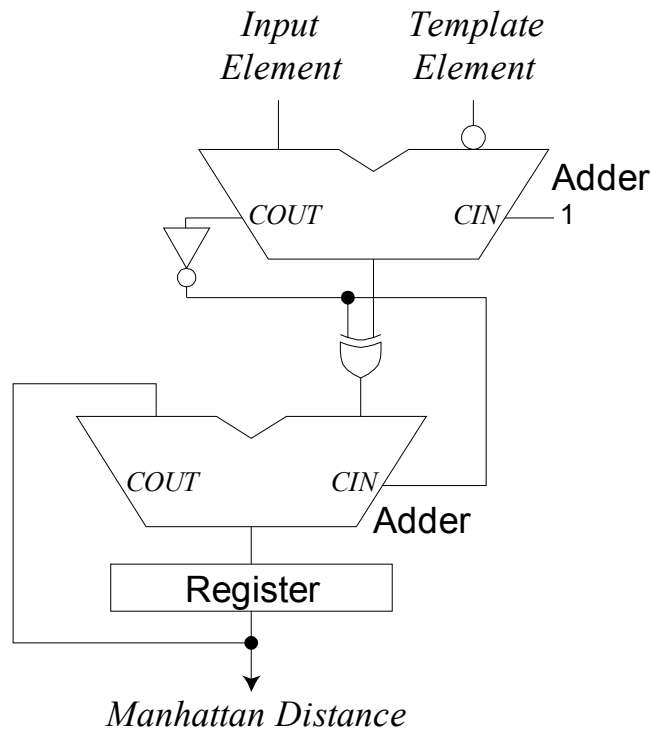 Input Element
Template Element
Adder
COUT
CIN
1
COUT
CIN
Adder
Register
Manhattan Distance